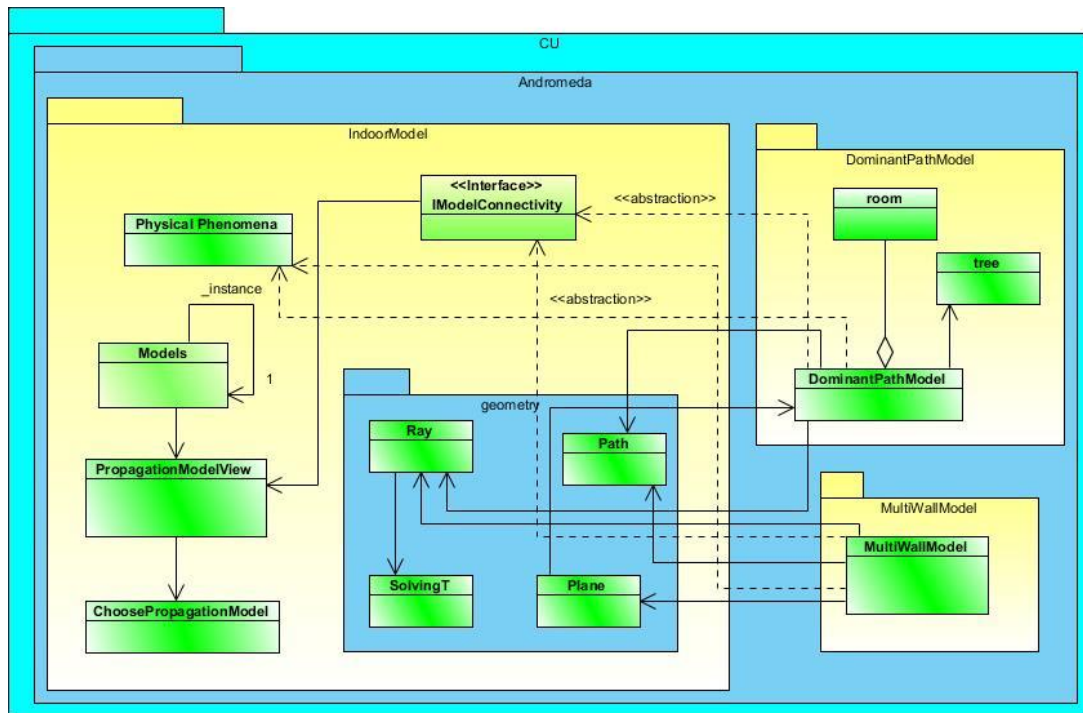 CU
Andromeda
IndoorModel
DominantPathModel
<<Interface>>
IModelConnectivity
<<abstraction>>
room
Physical Phenomena
tree
_instance
<<abstraction>>
Models
1
DominantPathModel
geometry
Ray
Path
PropagationModelView
MultiWallModel
MultiWallModel
SolvingT
Plane
ChoosePropagationModel